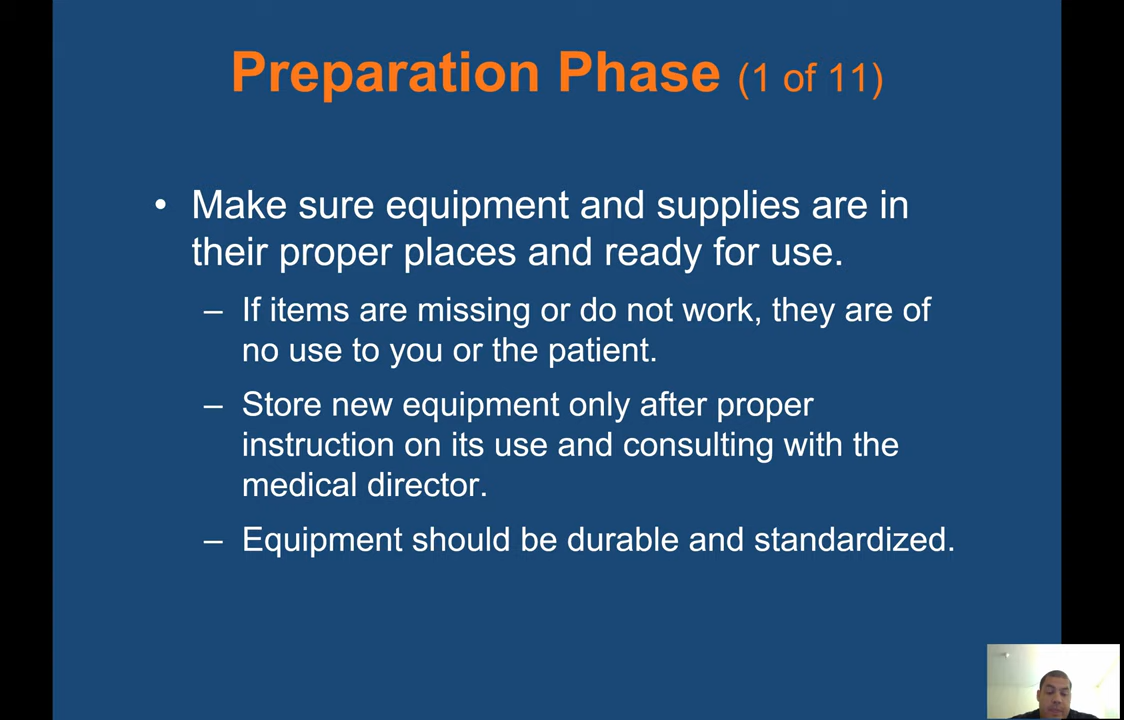 Preparation Phase (1 of 11)
• Make sure equipment and supplies are in
their proper places and ready for use.
– If items are missing or do not work, they are of
no use to you or the patient.
– Store new equipment only after proper
instruction on its use and consulting with the
medical director.
– Equipment should be durable and standardized.